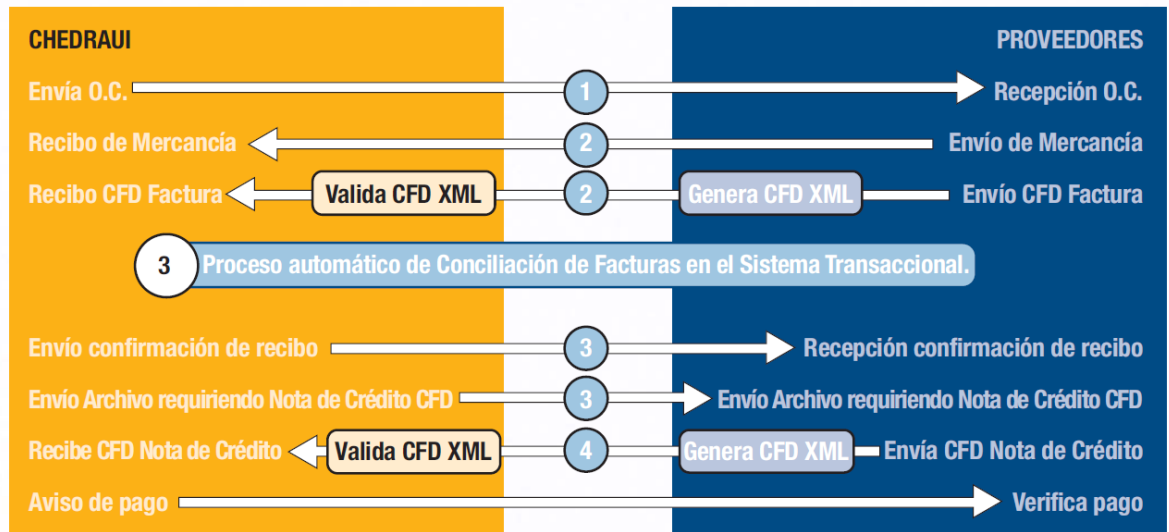 CHEDRAUI PROVEEDORES
Envía O.C. 1 Recepción O.C.
Recibo de Mercancía 2 Envío de Mercancía
Recibo CFD Factura Valida CFD XML 2 Genera CFD XML Envío CFD Factura
3 Proceso automático de Conciliación de Facturas en el Sistema Transaccional.
Envío confirmación de recibo 3 Recepción confirmación de recibo
Envío Archivo requiriendo Nota de Crédito CFD 3 Envío Archivo requiriendo Nota de Crédito CFD
Recibe CFD Nota de Crédito Valida CFD XML 4 Genera CFD XML Envía CFD Nota de Crédito
Aviso de pago Verifica pago